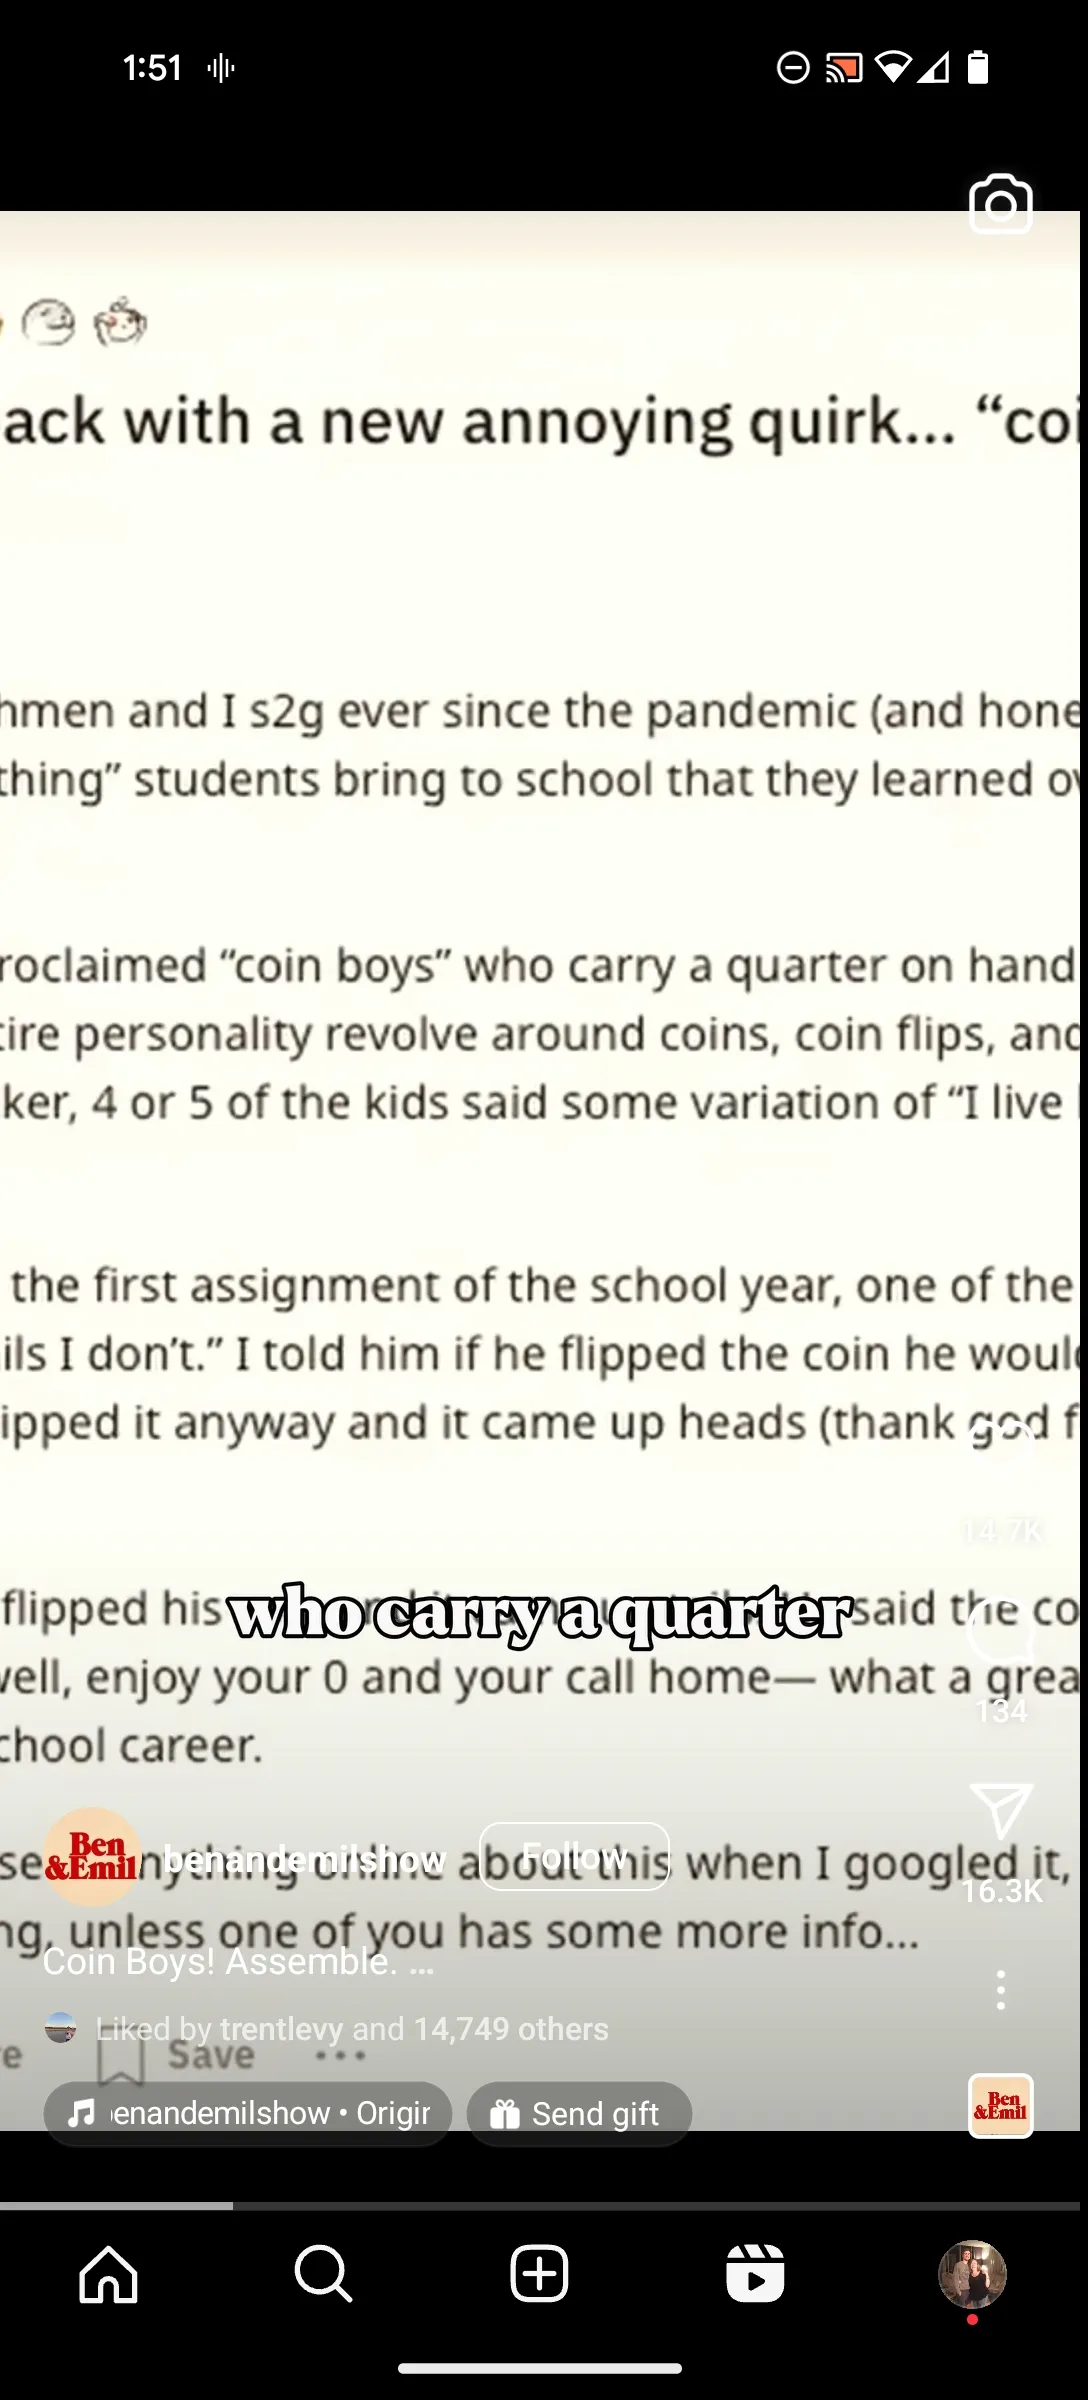 1:51
ack with a new annoying quirk... “coi
hmen and I s2g ever since the pandemic (and hone
thing” students bring to school that they learned ov
roclaimed “coin boys” who carry a quarter on hand
tire personality revolve around coins, coin flips, and
ker, 4 or 5 of the kids said some variation of “I live
the first assignment of the school year, one of the
ils I don’t.” I told him if he flipped the coin he would
ipped it anyway and it came up heads (thank god f
14.7K
flipped his said the co
who carry a quarter
well, enjoy your 0 and your call home— what a grea
134
chool career.
Ben
&Emil
benandemilshow
Follow
se nything online about this when I googled it,
16.3K
ng, unless one of you has some more info...
Coin Boys! Assemble. ...
Liked by trentlevy and 14,749 others
re Save
enandemilshow • Origin
Send gift
Ben
&Emil